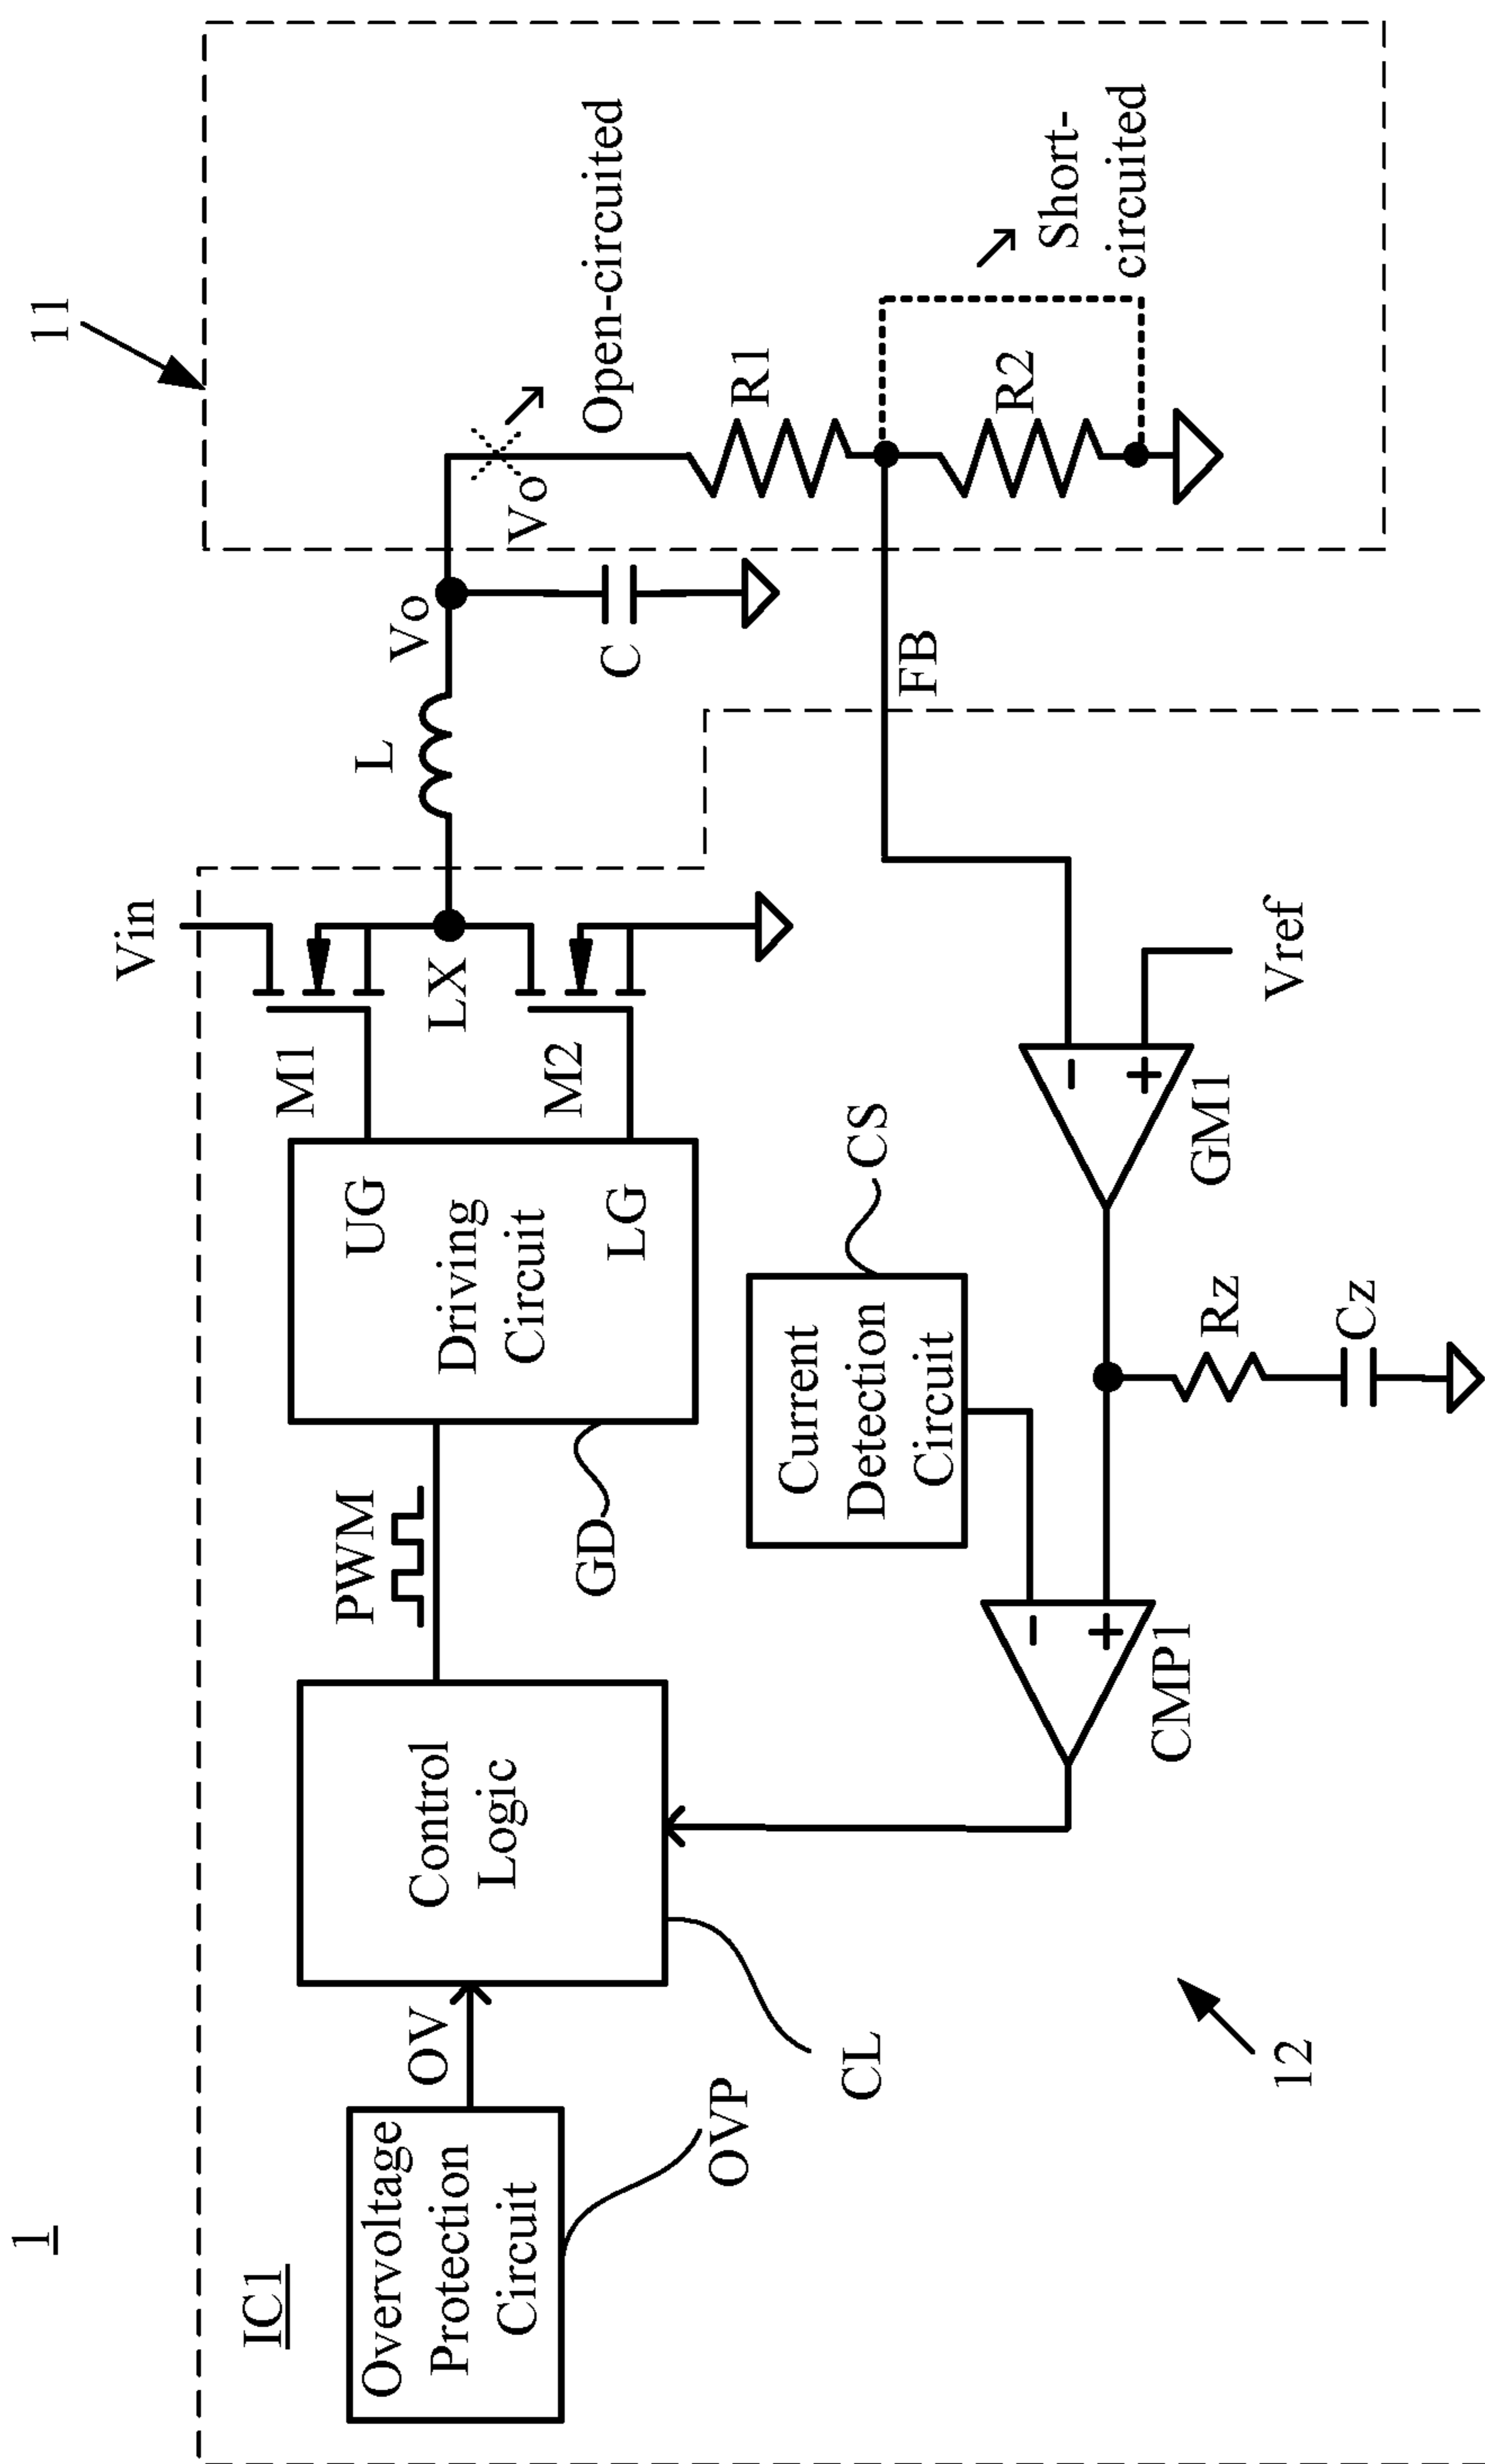 1
IC1
Overvoltage
Protection
Circuit
OVP
OV
Control
Logic
CL
PWM
GD
UG
Driving
Circuit
LG
M1
M2
Vin
LX
L
Vo
C
Vo
11
Open-circuited
R1
R2
Short-
circuited
FB
Vref
-
+
GM1
CS
Current
Detection
Circuit
Rz
Cz
-
+
CMP1
12